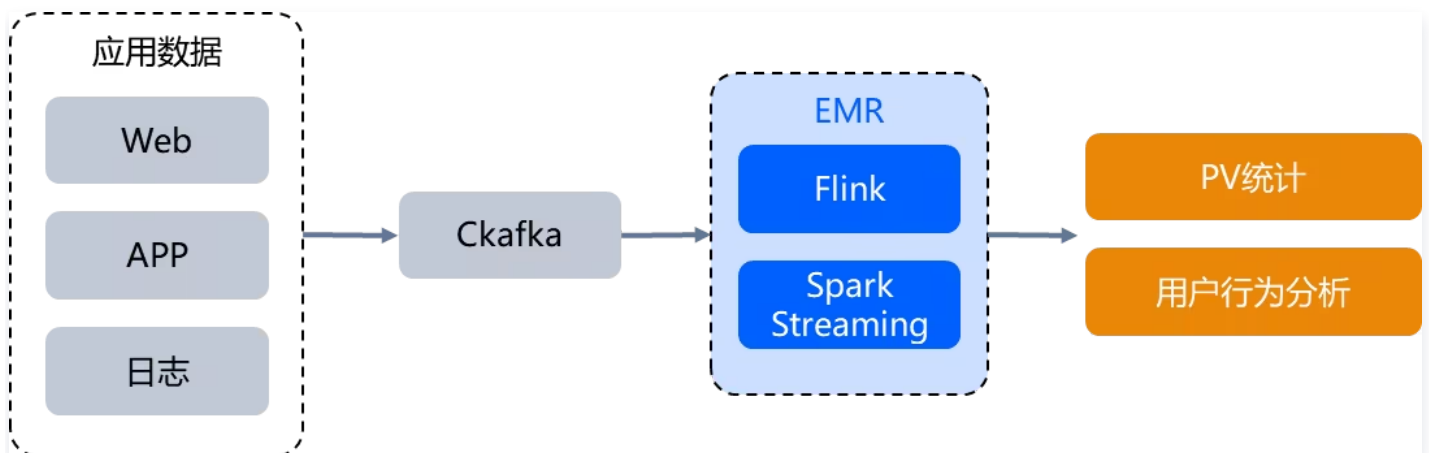 应用数据
Web
APP
日志
Ckafka
EMR
Flink
Spark
Streaming
PV统计
用户行为分析